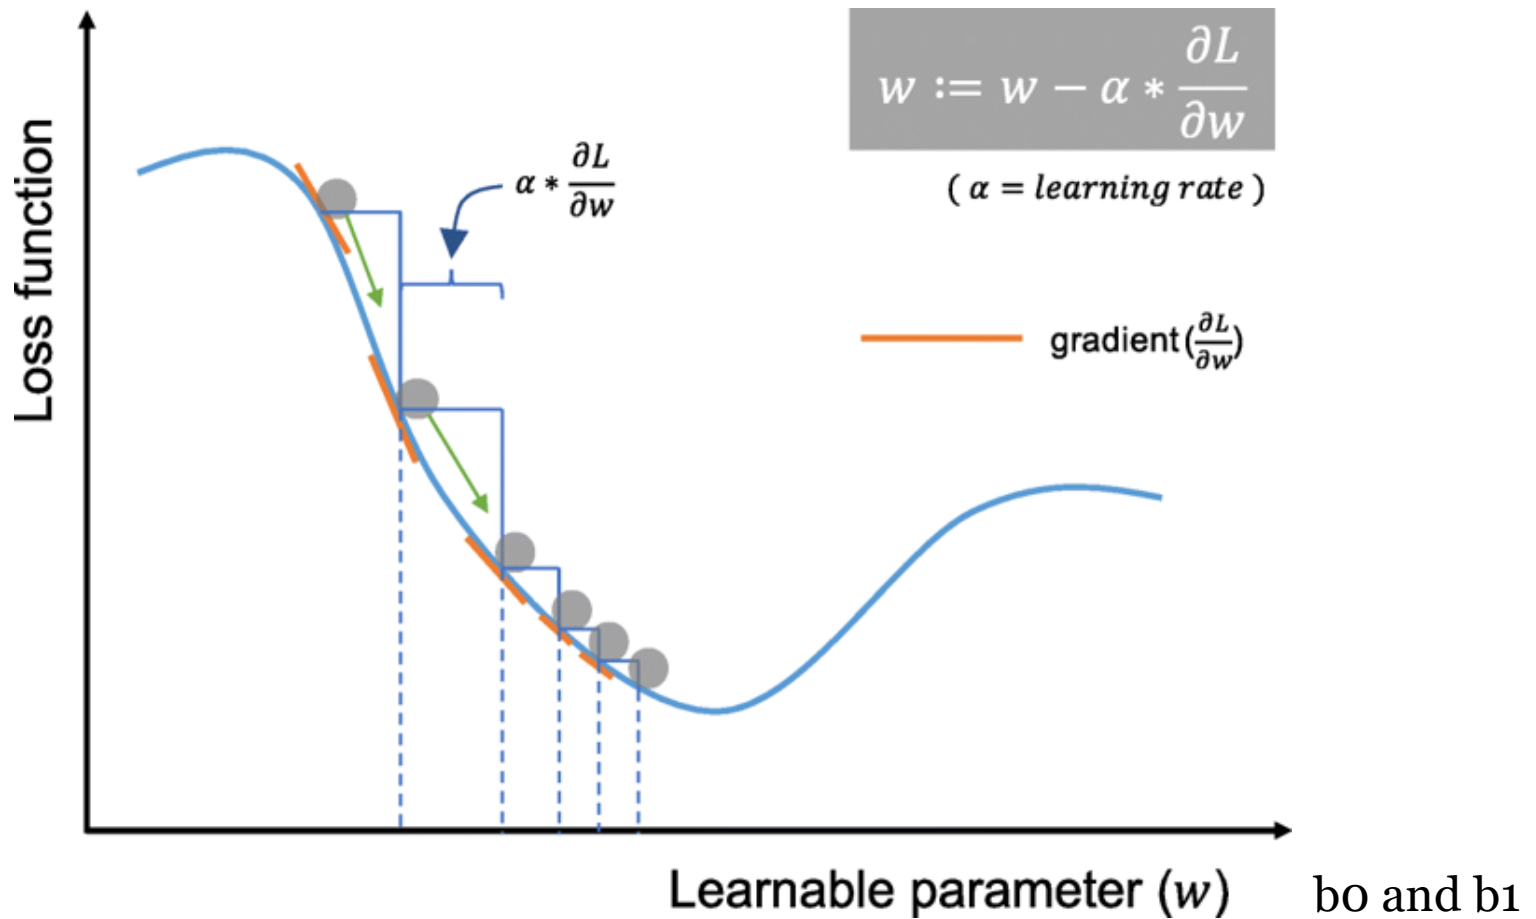 w := w − α * ∂L/∂w
( α = learning rate )
α * ∂L/∂w
gradient(∂L/∂w)
Loss function
Learnable parameter (w)
b0 and b1